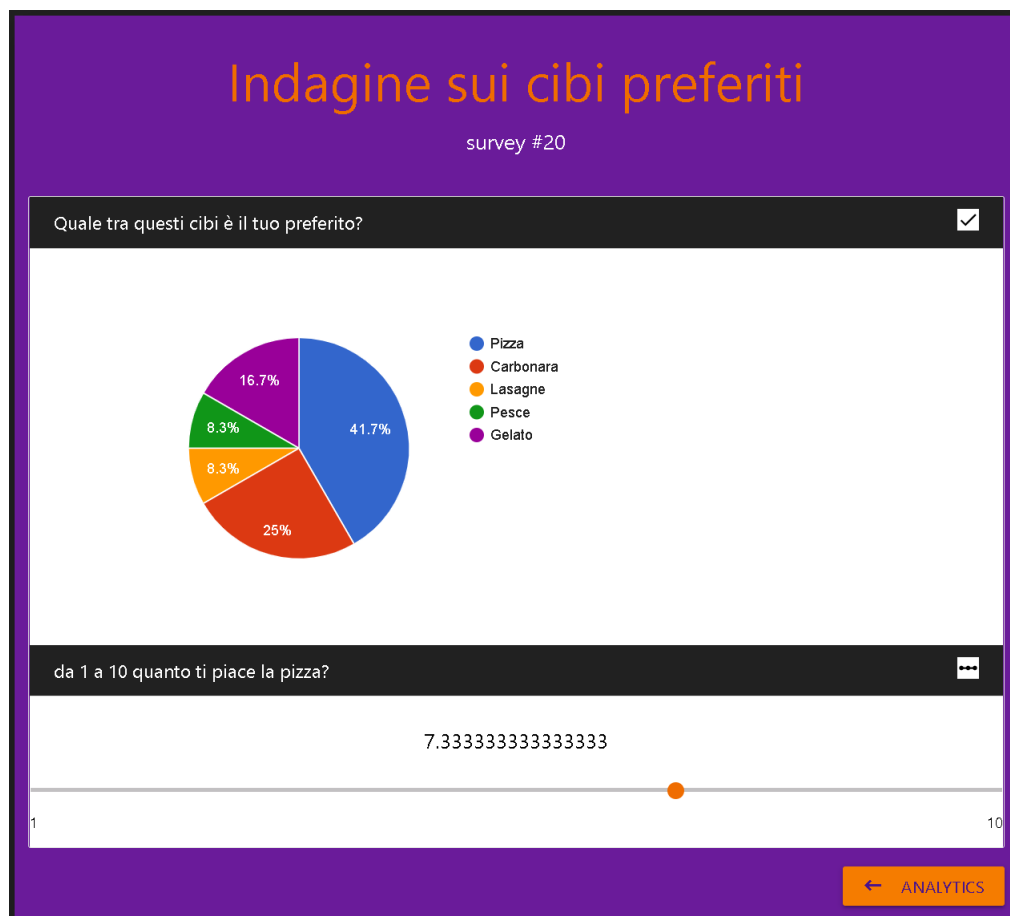 Indagine sui cibi preferiti
survey #20
Quale tra questi cibi è il tuo preferito?
16.7%
8.3%
8.3%
25%
41.7%
Pizza
Carbonara
Lasagne
Pesce
Gelato
da 1 a 10 quanto ti piace la pizza?
7.333333333333333
1
10
ANALYTICS